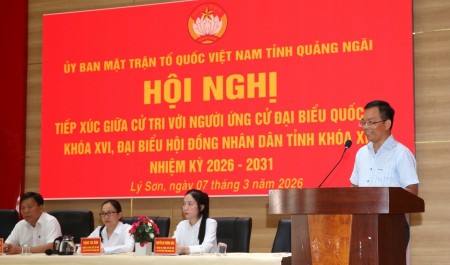 ỦY BAN MẶT TRẬN TỔ QUỐC VIỆT NAM TỈNH QUẢNG NGÃI
HỘI NGHỊ
TIẾP XÚC GIỮA CỬ TRI VỚI NGƯỜI ỨNG CỬ ĐẠI BIỂU QUỐC
KHÓA XVI, ĐẠI BIỂU HỘI ĐỒNG NHÂN DÂN TỈNH KHÓA
NHIỆM KỲ 2026 - 2031
Lý Sơn, ngày 07 tháng 3 năm 2026